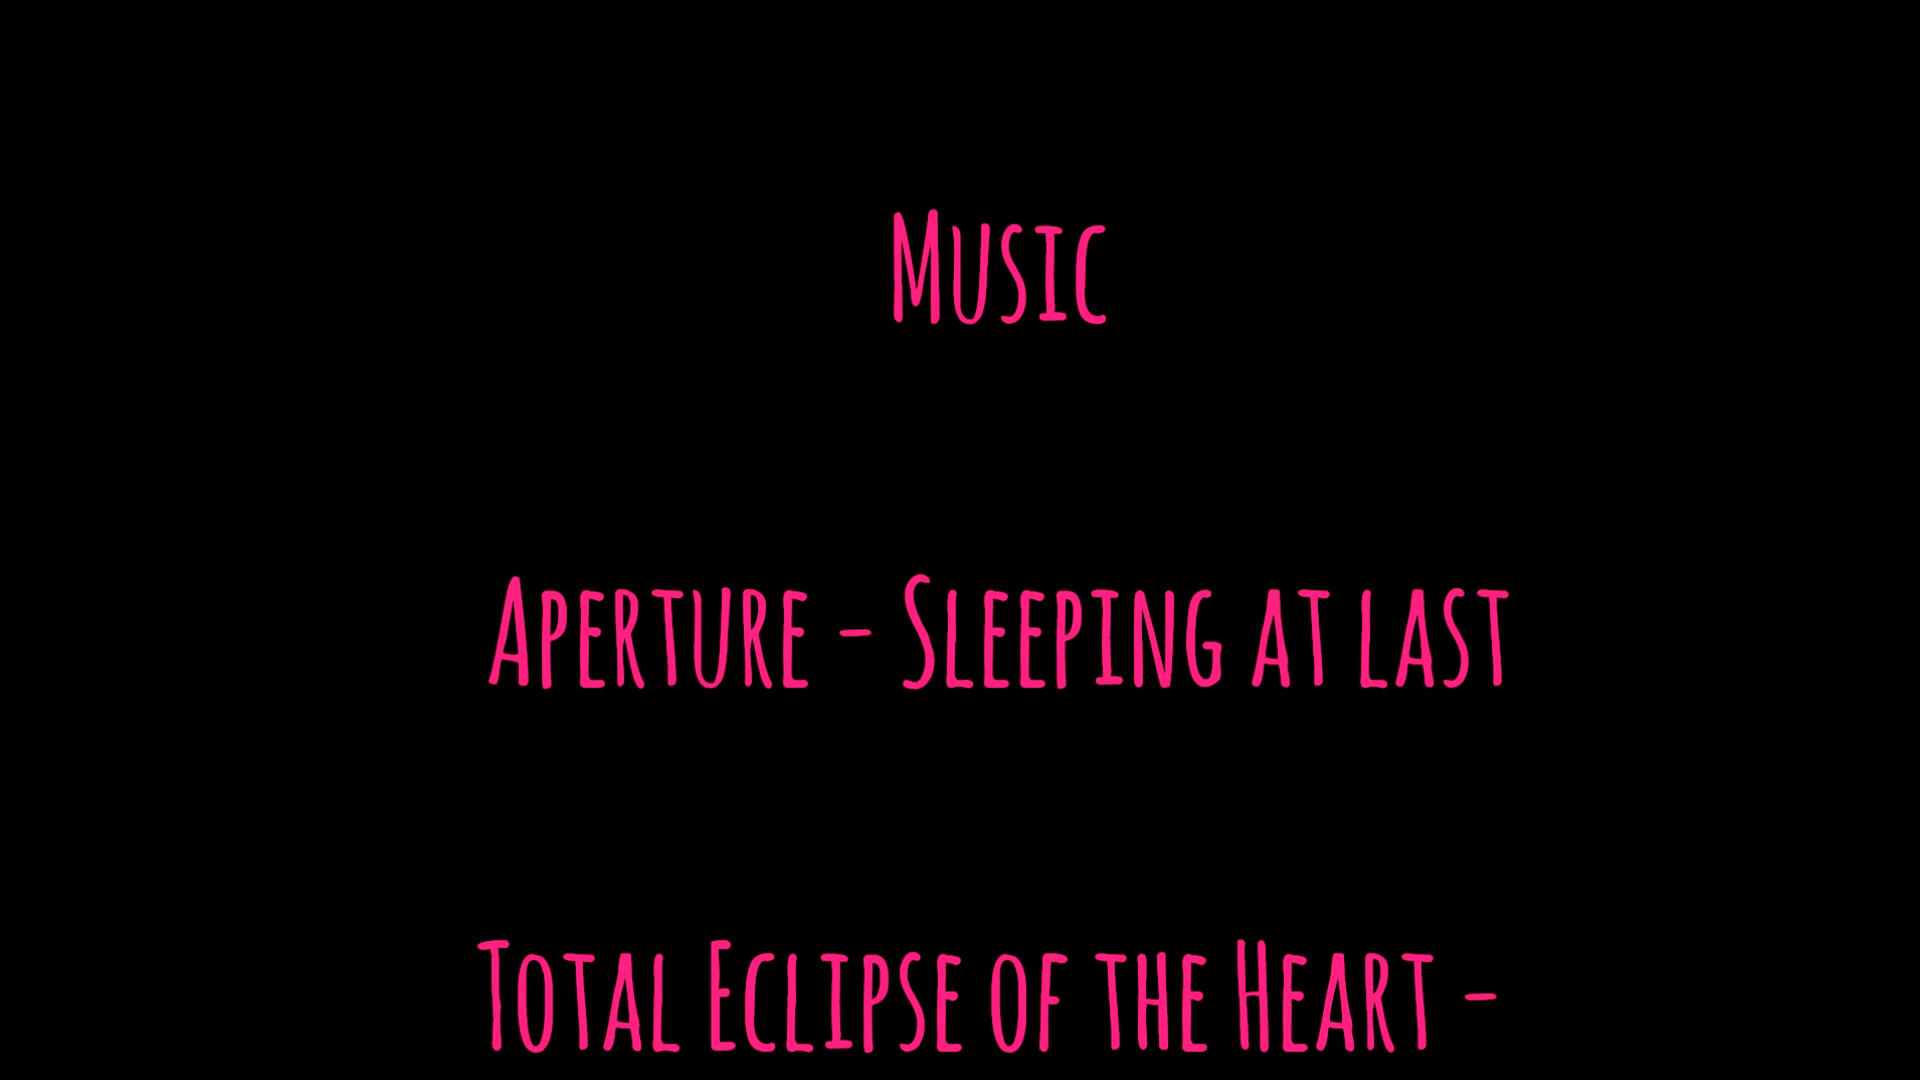 Music
Aperture - Sleeping at last
Total Eclipse of the Heart -